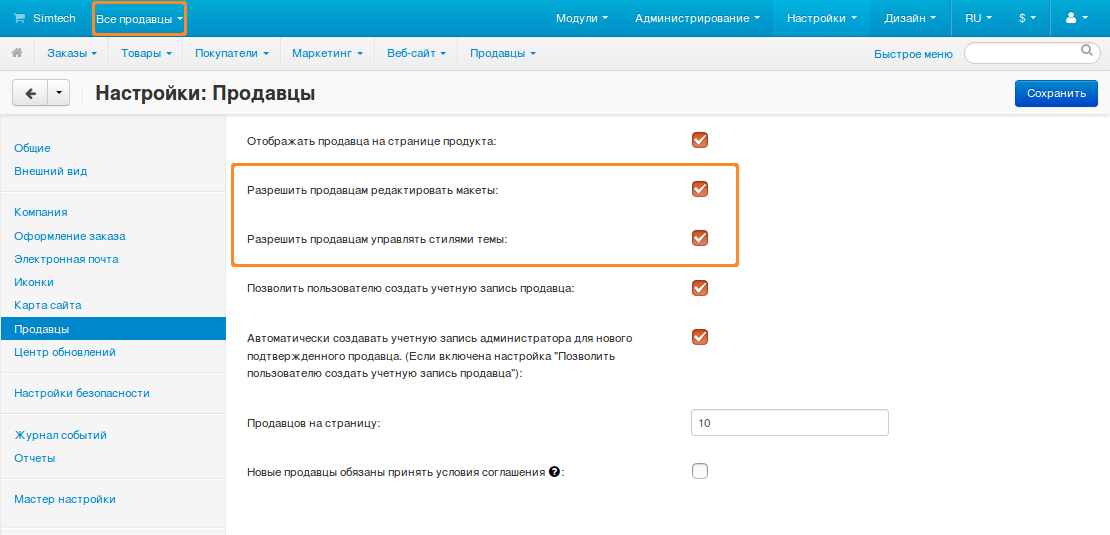 Simtech Все продавцы Модули Администрирование Настройки Дизайн RU $
Заказы Товары Покупатели Маркетинг Веб-сайт Продавцы Быстрое меню
Настройки: Продавцы Сохранить
Общие
Внешний вид
Компания
Оформление заказа
Электронная почта
Иконки
Карта сайта
Продавцы
Центр обновлений
Настройки безопасности
Журнал событий
Отчеты
Мастер настройки
Отображать продавца на странице продукта:
Разрешить продавцам редактировать макеты:
Разрешить продавцам управлять стилями темы:
Позволить пользователю создать учетную запись продавца:
Автоматически создавать учетную запись администратора для нового
подтвержденного продавца. (Если включена настройка "Позволить
пользователю создать учетную запись продавца"):
Продавцов на страницу: 10
Новые продавцы обязаны принять условия соглашения ?: